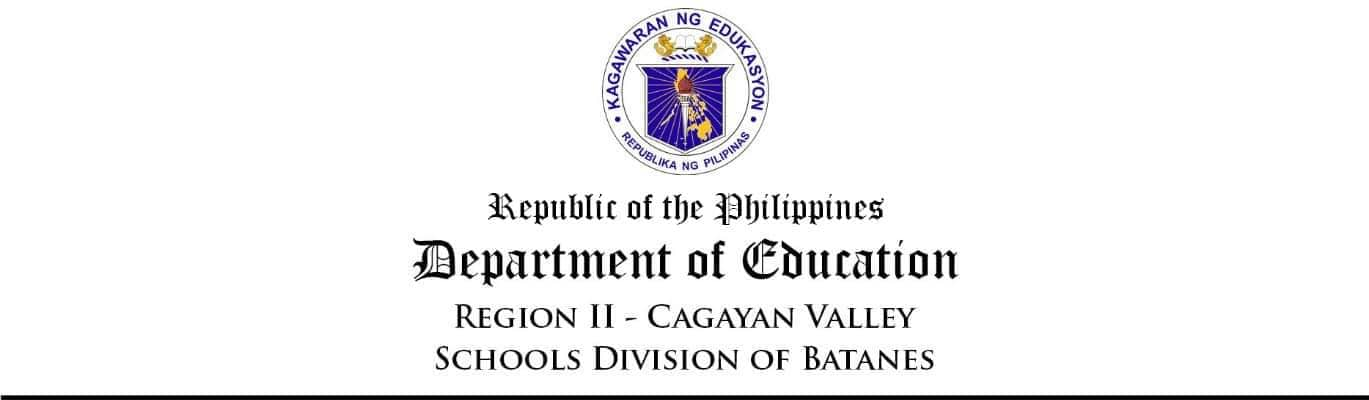 KAGAWARAN NG EDUKASYON
REPUBLIKA NG PILIPINAS
Republic of the Philippines
Department of Education
REGION II - CAGAYAN VALLEY
SCHOOLS DIVISION OF BATANES